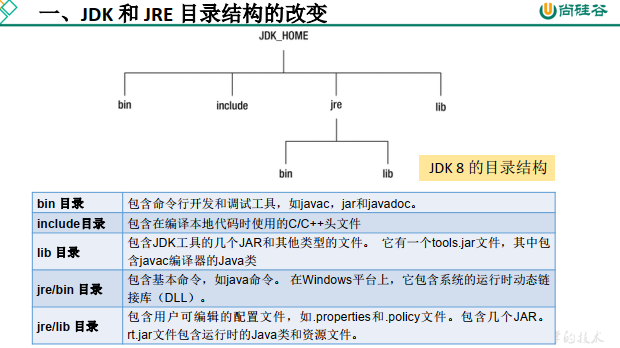 一、JDK 和 JRE 目录结构的改变
尚硅谷
JDK_HOME
bin include jre lib
bin lib
JDK 8 的目录结构
bin 目录 包含命令行开发和调试工具，如javac，jar和javadoc。
include目录 包含在编译本地代码时使用的C/C++头文件
lib 目录 包含JDK工具的几个JAR和其他类型的文件。 它有一个tools.jar文件，其中包
含javac编译器的Java类
jre/bin 目录 包含基本命令，如java命令。 在Windows平台上，它包含系统的运行时动态链
接库（DLL）。
jre/lib 目录 包含用户可编辑的配置文件，如.properties和.policy文件。包含几个JAR。
rt.jar文件包含运行时的Java类和资源文件。
的技术